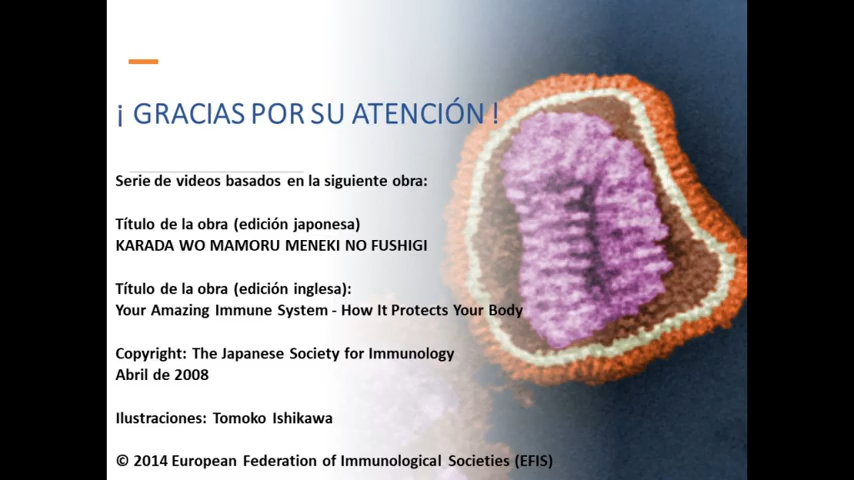 ¡ GRACIAS POR SU ATENCIÓN !
Serie de videos basados en la siguiente obra:
Título de la obra (edición japonesa)
KARADA WO MAMORU MENEKI NO FUSHIGI
Título de la obra (edición inglesa):
Your Amazing Immune System - How It Protects Your Body
Copyright: The Japanese Society for Immunology
Abril de 2008
Ilustraciones: Tomoko Ishikawa
© 2014 European Federation of Immunological Societies (EFIS)